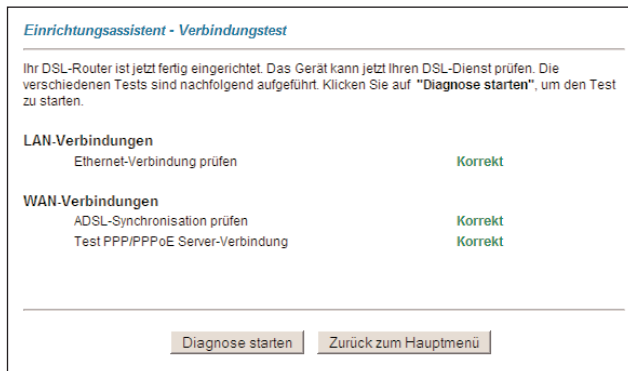 Einrichtungsassistent - Verbindungstest
Ihr DSL-Router ist jetzt fertig eingerichtet. Das Gerät kann jetzt Ihren DSL-Dienst prüfen. Die
verschiedenen Tests sind nachfolgend aufgeführt. Klicken Sie auf "Diagnose starten", um den Test
zu starten.
LAN-Verbindungen
Ethernet-Verbindung prüfen Korrekt
WAN-Verbindungen
ADSL-Synchronisation prüfen Korrekt
Test PPP/PPPoE Server-Verbindung Korrekt
Diagnose starten Zurück zum Hauptmenü